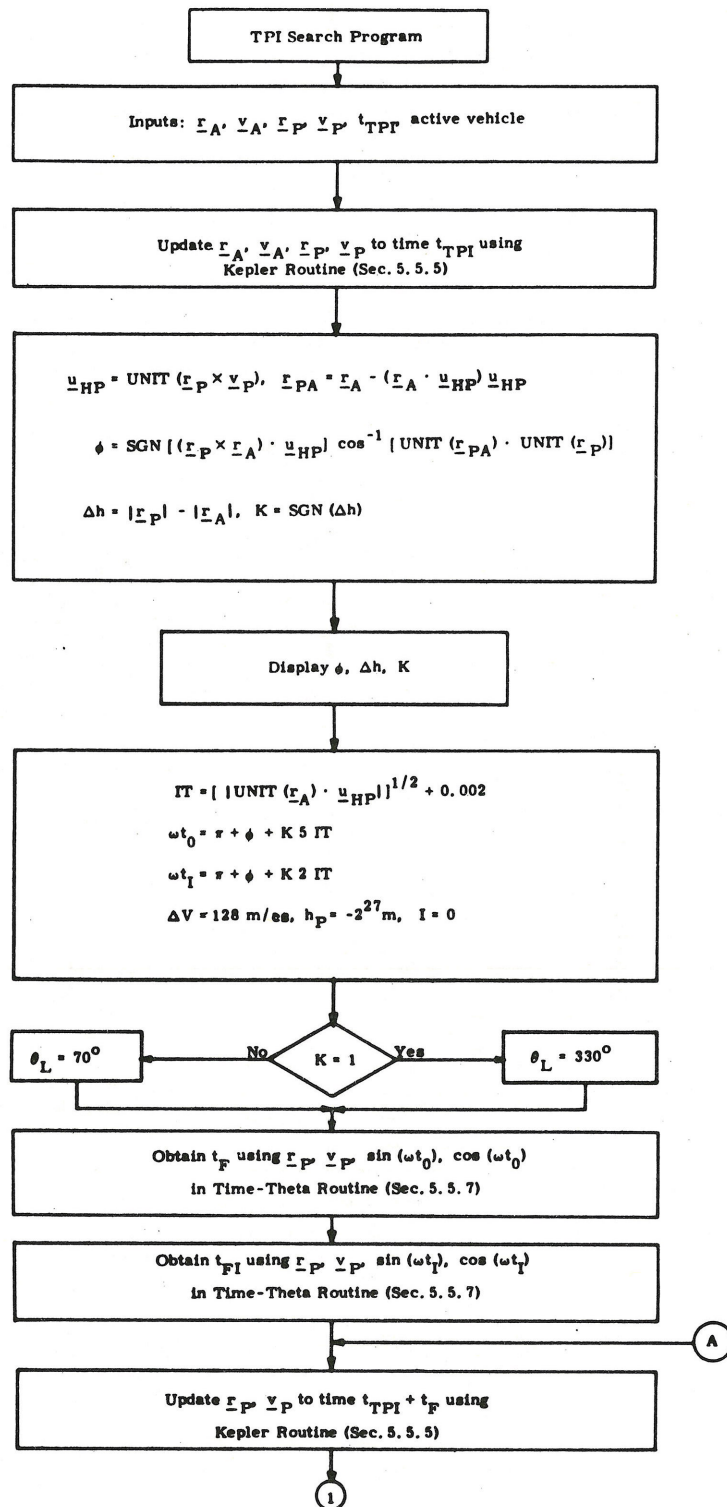 TPI Search Program
Inputs: r_A, v_A, r_P, v_P, t_TPI, active vehicle
Update r_A, v_A, r_P, v_P to time t_TPI using
Kepler Routine (Sec. 5.5.5)
u_HP = UNIT (r_P × v_P), r_PA = r_A - (r_A · u_HP) u_HP
ϕ = SGN [(r_P × r_A) · u_HP] cos^-1 [UNIT (r_PA) · UNIT (r_P)]
Δh = |r_P| - |r_A|, K = SGN (Δh)
Display ϕ, Δh, K
IT = [ |UNIT (r_A) · u_HP|]^1/2 + 0.002
ωt_0 = π + ϕ + K 5 IT
ωt_I = π + ϕ + K 2 IT
ΔV = 128 m/es, h_P = -2^27 m, I = 0
θ_L = 70°
No
K = 1
Yes
θ_L = 330°
Obtain t_F using r_P, v_P, sin (ωt_0), cos (ωt_0)
in Time-Theta Routine (Sec. 5.5.7)
Obtain t_FI using r_P, v_P, sin (ωt_I), cos (ωt_I)
in Time-Theta Routine (Sec. 5.5.7)
A
Update r_P, v_P to time t_TPI + t_F using
Kepler Routine (Sec. 5.5.5)
1